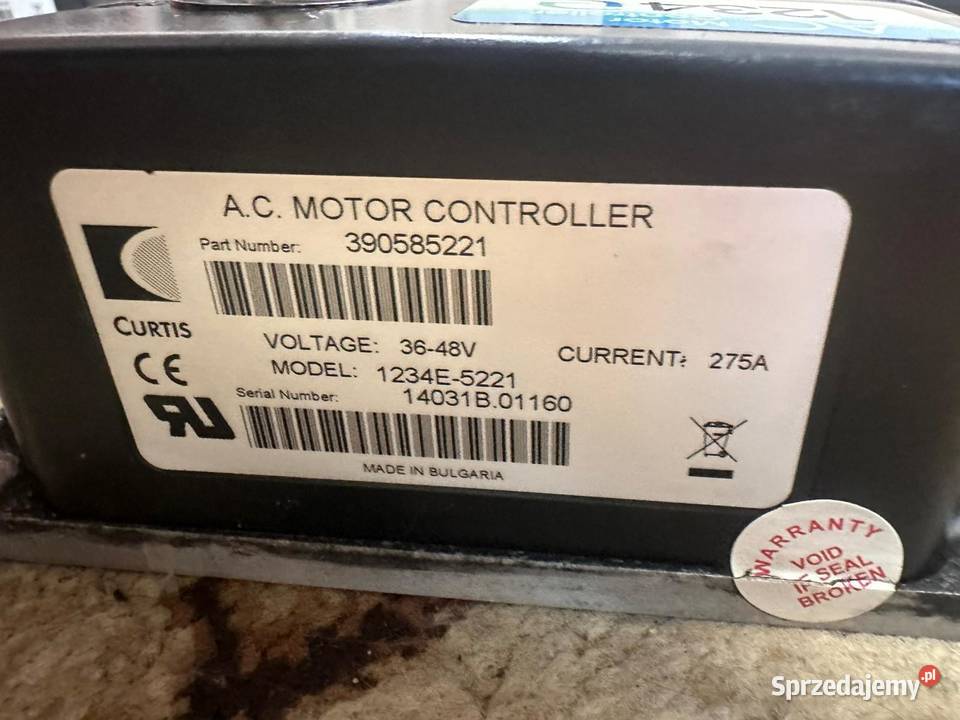 A.C. MOTOR CONTROLLER
Part Number: 390585221
CURTIS
VOLTAGE: 36-48V
CURRENT: 275A
MODEL: 1234E-5221
Serial Number: 14031B.01160
MADE IN BULGARIA
WARRANTY
VOID
IF SEAL
BROKEN
Sprzedajemy.pl